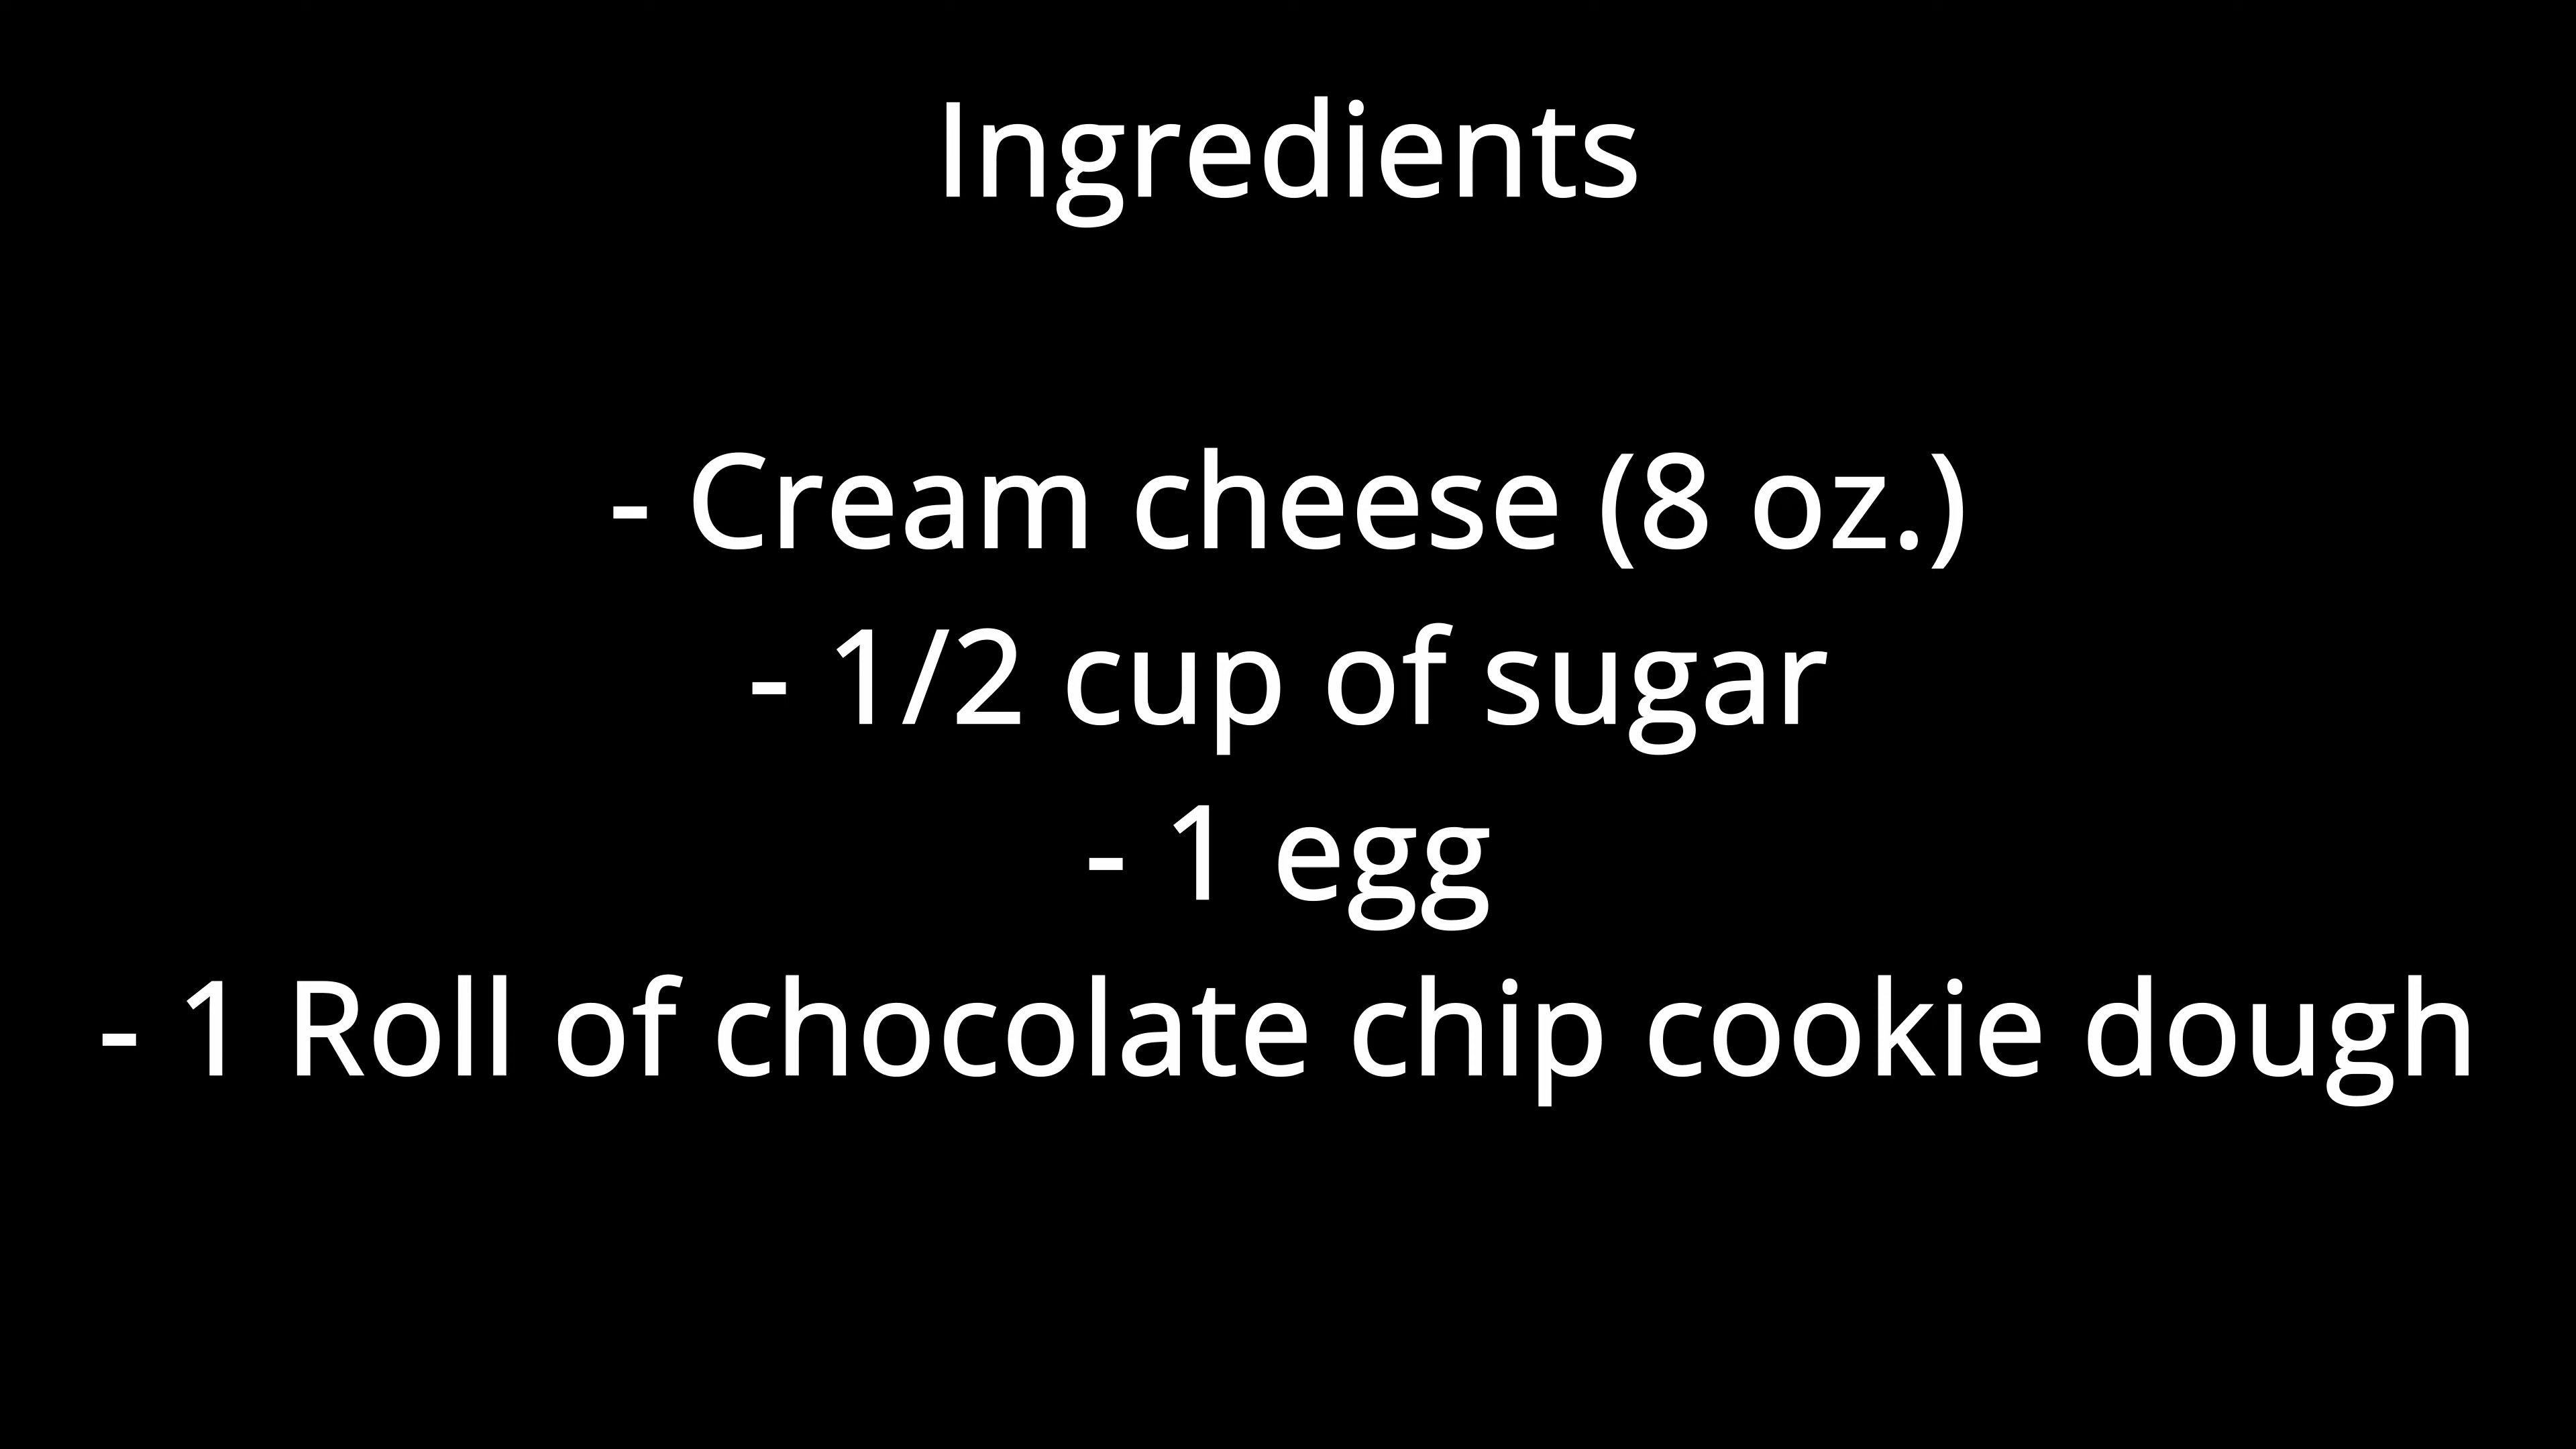 Ingredients
- Cream cheese (8 oz.)
- 1/2 cup of sugar
- 1 egg
- 1 Roll of chocolate chip cookie dough